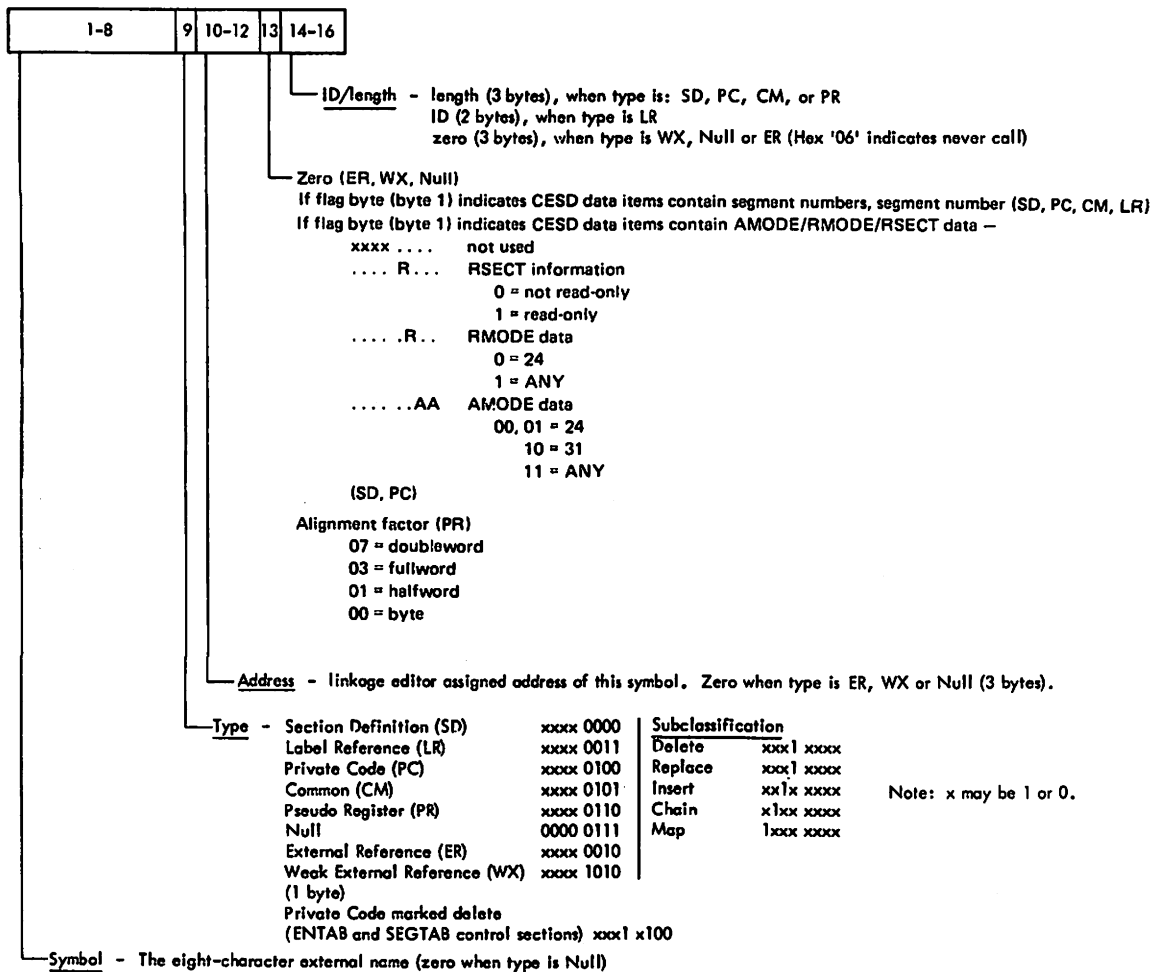 1-8 9 10-12 13 14-16
ID/length - length (3 bytes), when type is: SD, PC, CM, or PR
ID (2 bytes), when type is LR
zero (3 bytes), when type is WX, Null or ER (Hex '06' indicates never call)
Zero (ER, WX, Null)
If flag byte (byte 1) indicates CESD data items contain segment numbers, segment number (SD, PC, CM, LR)
If flag byte (byte 1) indicates CESD data items contain AMODE/RMODE/RSECT data —
xxxx .... not used
.... R... RSECT information
0 = not read-only
1 = read-only
.... .R.. RMODE data
0 = 24
1 = ANY
.... ..AA AMODE data
00, 01 = 24
10 = 31
11 = ANY
(SD, PC)
Alignment factor (PR)
07 = doubleword
03 = fullword
01 = halfword
00 = byte
Address - linkage editor assigned address of this symbol. Zero when type is ER, WX or Null (3 bytes).
Type - Section Definition (SD) xxxx 0000 Subclassification
Label Reference (LR) xxxx 0011 Delete xxx1 xxxx
Private Code (PC) xxxx 0100 Replace xxx1 xxxx
Common (CM) xxxx 0101 Insert xx1x xxxx Note: x may be 1 or 0.
Pseudo Register (PR) xxxx 0110 Chain x1xx xxxx
Null 0000 0111 Map 1xxx xxxx
External Reference (ER) xxxx 0010
Weak External Reference (WX) xxxx 1010
(1 byte)
Private Code marked delete
(ENTAB and SEGTAB control sections) xxx1 x100
Symbol - The eight-character external name (zero when type is Null)